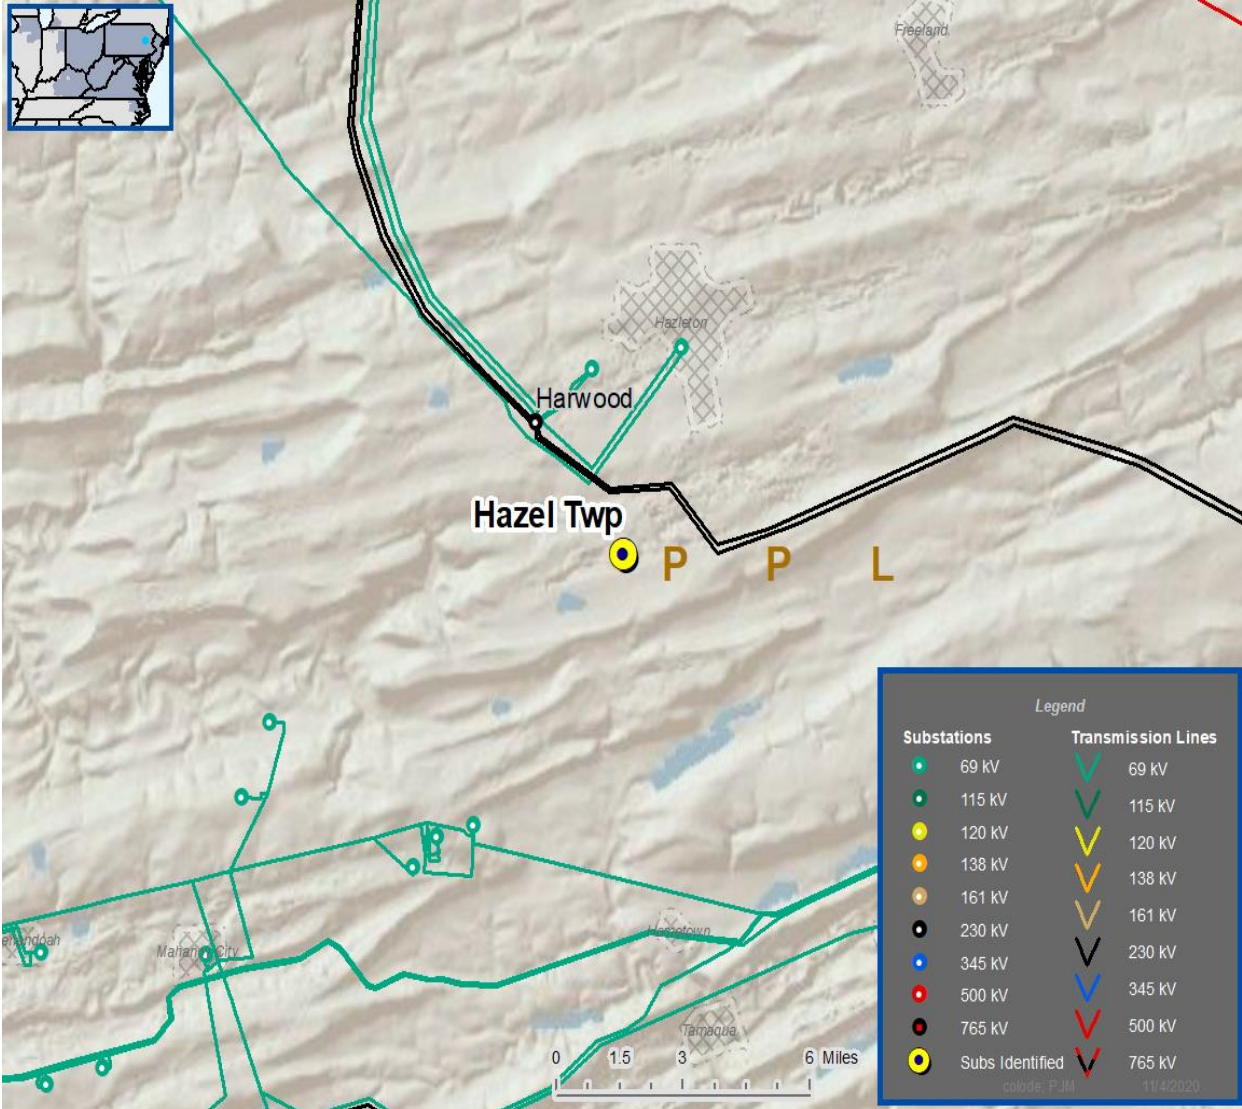 Freeland
Hazleton
Harwood
Hazel Twp
P P L
Legend
Substations
69 kV
115 kV
120 kV
138 kV
161 kV
230 kV
345 kV
500 kV
765 kV
Subs Identified
Transmission Lines
69 kV
115 kV
120 kV
138 kV
161 kV
230 kV
345 kV
500 kV
765 kV
enandoah
Mahanoy City
Hometown
Tamaqua
0 1.5 3 6 Miles
colode, PJM 11/4/2020